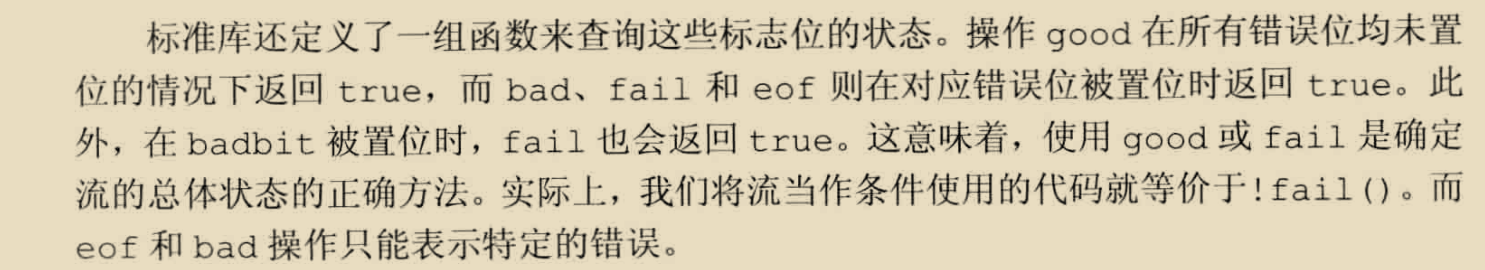 标准库还定义了一组函数来查询这些标志位的状态。操作 good 在所有错误位均未置
位的情况下返回 true，而 bad、fail 和 eof 则在对应错误位被置位时返回 true。此
外，在 badbit 被置位时，fail 也会返回 true。这意味着，使用 good 或 fail 是确定
流的总体状态的正确方法。实际上，我们将流当作条件使用的代码就等价于!fail()。而
eof 和 bad 操作只能表示特定的错误。